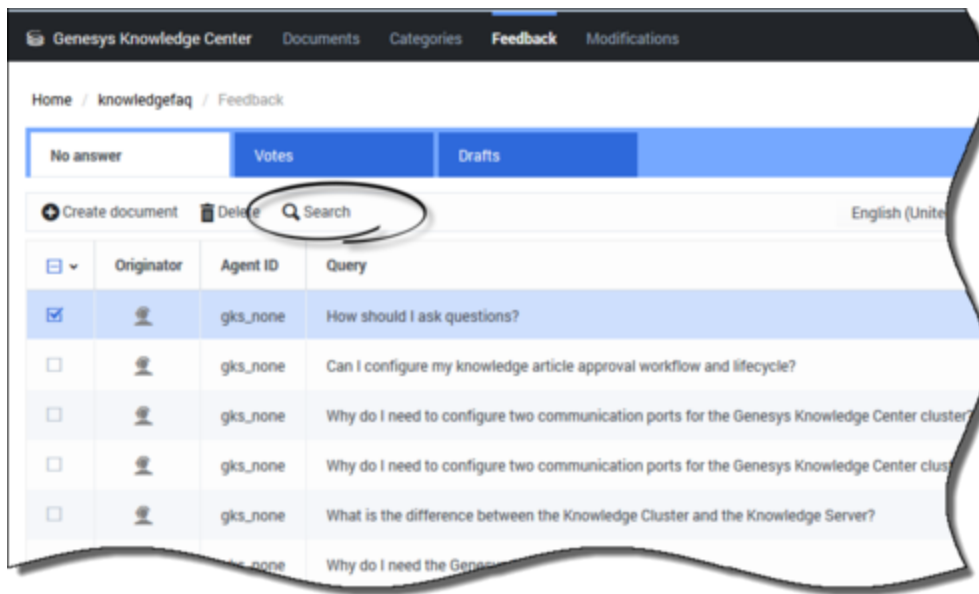 Genesys Knowledge Center Documents Categories Feedback Modifications
Home / knowledgefaq / Feedback
No answer Votes Drafts
Create document Delete Search English (Unite
Originator Agent ID Query
gks_none How should I ask questions?
gks_none Can I configure my knowledge article approval workflow and lifecycle?
gks_none Why do I need to configure two communication ports for the Genesys Knowledge Center cluster?
gks_none Why do I need to configure two communication ports for the Genesys Knowledge Center clus
gks_none What is the difference between the Knowledge Cluster and the Knowledge Server?
Why do I need the